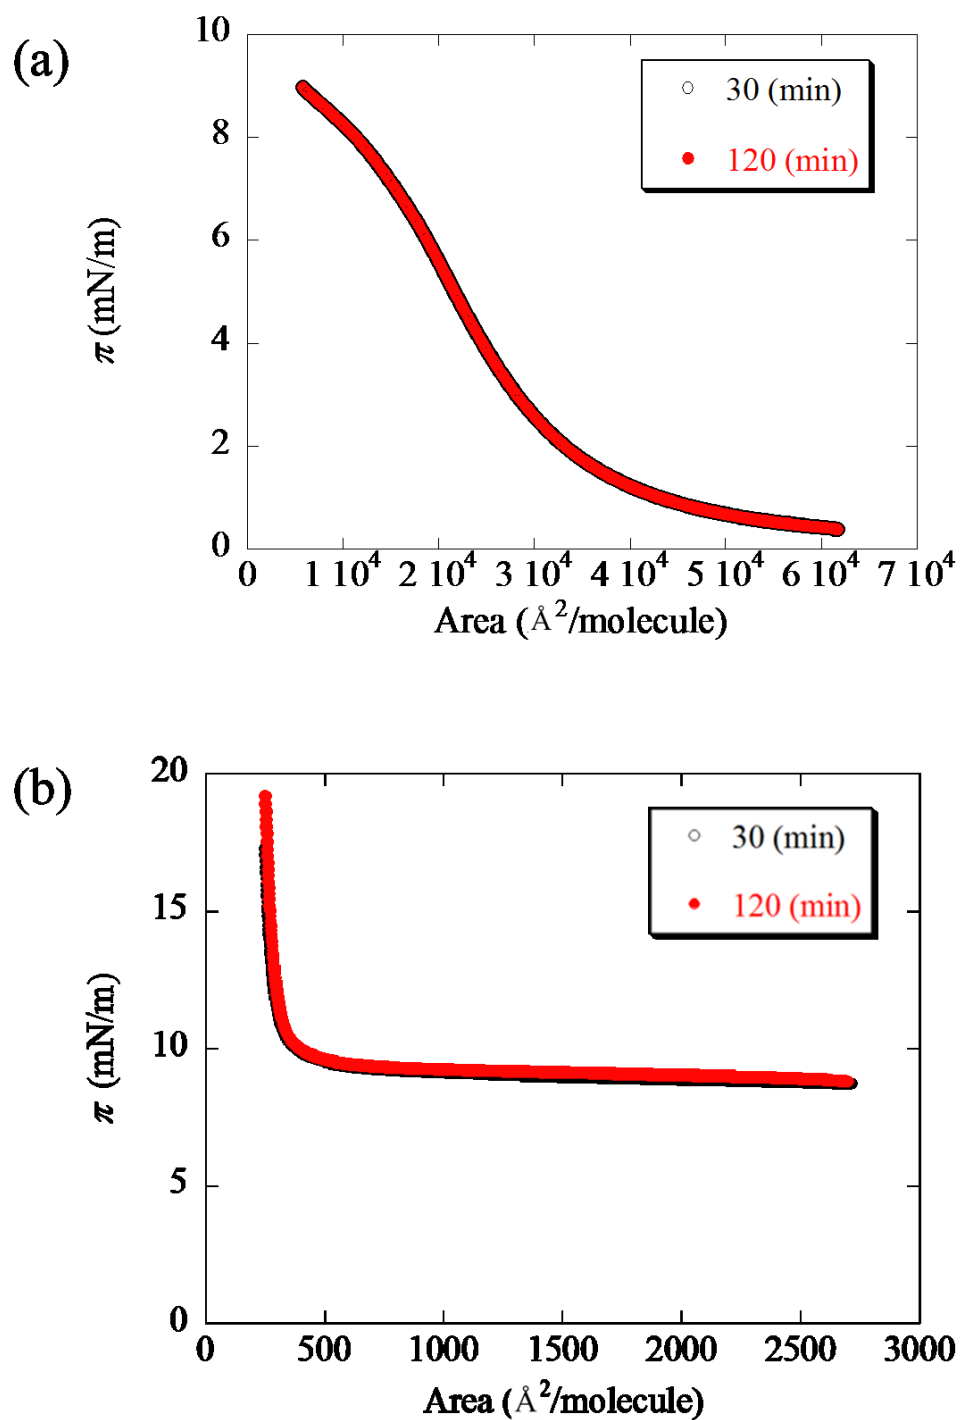 (a)
10
8
6
4
2
0
π (mN/m)
30 (min)
120 (min)
0 1 10⁴ 2 10⁴ 3 10⁴ 4 10⁴ 5 10⁴ 6 10⁴ 7 10⁴
Area (Å²/molecule)
(b)
20
15
10
5
0
π (mN/m)
30 (min)
120 (min)
0 500 1000 1500 2000 2500 3000
Area (Å²/molecule)